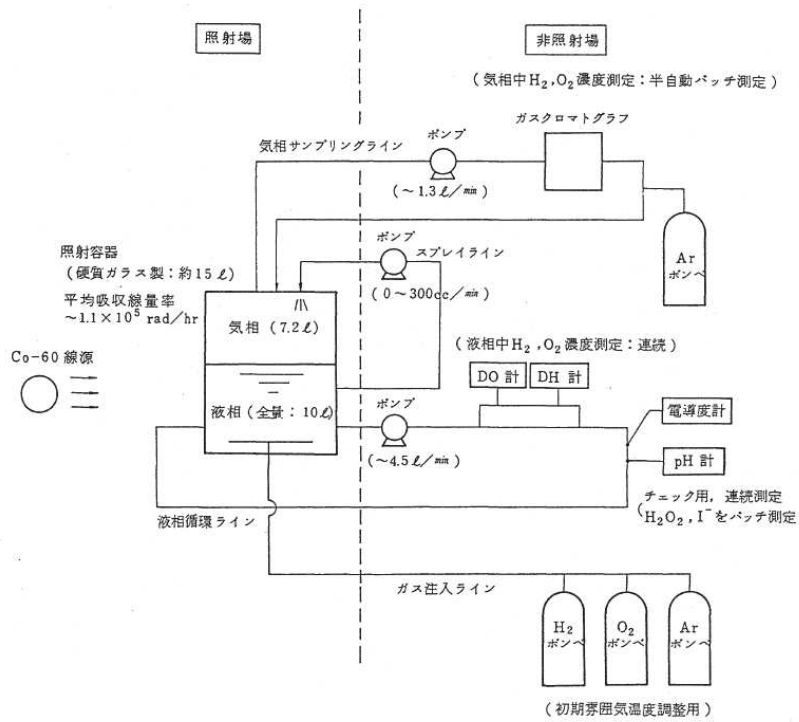 照射場
非照射場
(気相中H2,O2濃度測定:半自動バッチ測定)
ガスクロマトグラフ
ポンプ
気相サンプリングライン
(~1.3ℓ/min)
Ar
ボンベ
照射容器
(硬質ガラス製:約15ℓ)
平均吸収線量率
~1.1×10⁵ rad/hr
ポンプ
スプレイライン
(0~300cc/min)
気相(7.2ℓ)
(液相中H2,O2濃度測定:連続)
Co-60線源
DO計
DH計
液相(全量:10ℓ)
ポンプ
(~4.5ℓ/min)
電導度計
pH計
チェック用,連続測定
(H2O2,I⁻をバッチ測定
液相循環ライン
ガス注入ライン
H2
ボンベ
O2
ボンベ
Ar
ボンベ
(初期雰囲気温度調整用)